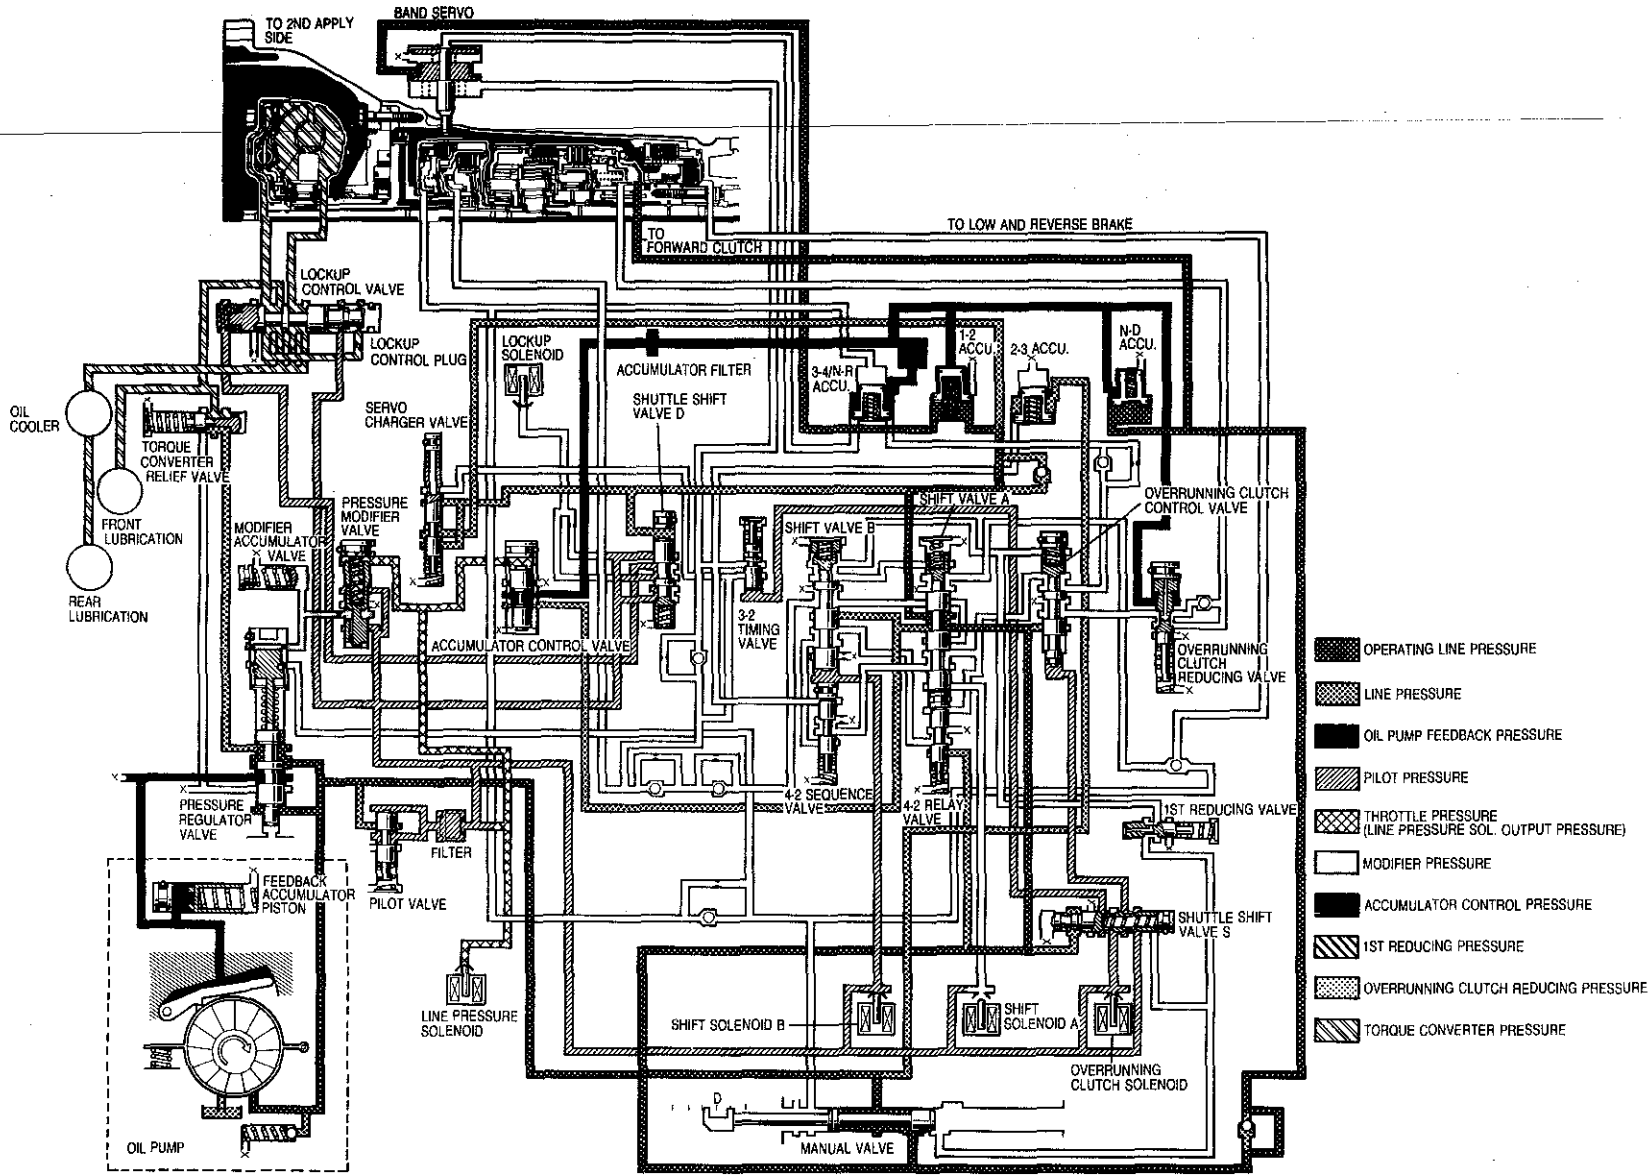 TO 2ND APPLY
SIDE
BAND SERVO
TO LOW AND REVERSE BRAKE
TO
FORWARD CLUTCH
LOCKUP
CONTROL VALVE
LOCKUP
CONTROL PLUG
LOCKUP
SOLENOID
ACCUMULATOR FILTER
SHUTTLE SHIFT
VALVE D
3-4/N-R
ACCU.
1-2
ACCU.
2-3 ACCU.
N-D
ACCU.
OIL
COOLER
SERVO
CHARGER VALVE
TORQUE
CONVERTER
RELIEF VALVE
FRONT
LUBRICATION
REAR
LUBRICATION
MODIFIER
ACCUMULATOR
VALVE
PRESSURE
MODIFIER
VALVE
SHIFT VALVE B
SHIFT VALVE A
OVERRUNNING CLUTCH
CONTROL VALVE
ACCUMULATOR CONTROL VALVE
3-2
TIMING
VALVE
OVERRUNNING
CLUTCH
REDUCING VALVE
PRESSURE
REGULATOR
VALVE
4-2 SEQUENCE
VALVE
4-2 RELAY
VALVE
1ST REDUCING VALVE
FILTER
PILOT VALVE
FEEDBACK
ACCUMULATOR
PISTON
SHUTTLE SHIFT
VALVE S
LINE PRESSURE
SOLENOID
SHIFT SOLENOID B
SHIFT
SOLENOID A
OVERRUNNING
CLUTCH SOLENOID
D
MANUAL VALVE
OIL PUMP
OPERATING LINE PRESSURE
LINE PRESSURE
OIL PUMP FEEDBACK PRESSURE
PILOT PRESSURE
THROTTLE PRESSURE
(LINE PRESSURE SOL. OUTPUT PRESSURE)
MODIFIER PRESSURE
ACCUMULATOR CONTROL PRESSURE
1ST REDUCING PRESSURE
OVERRUNNING CLUTCH REDUCING PRESSURE
TORQUE CONVERTER PRESSURE